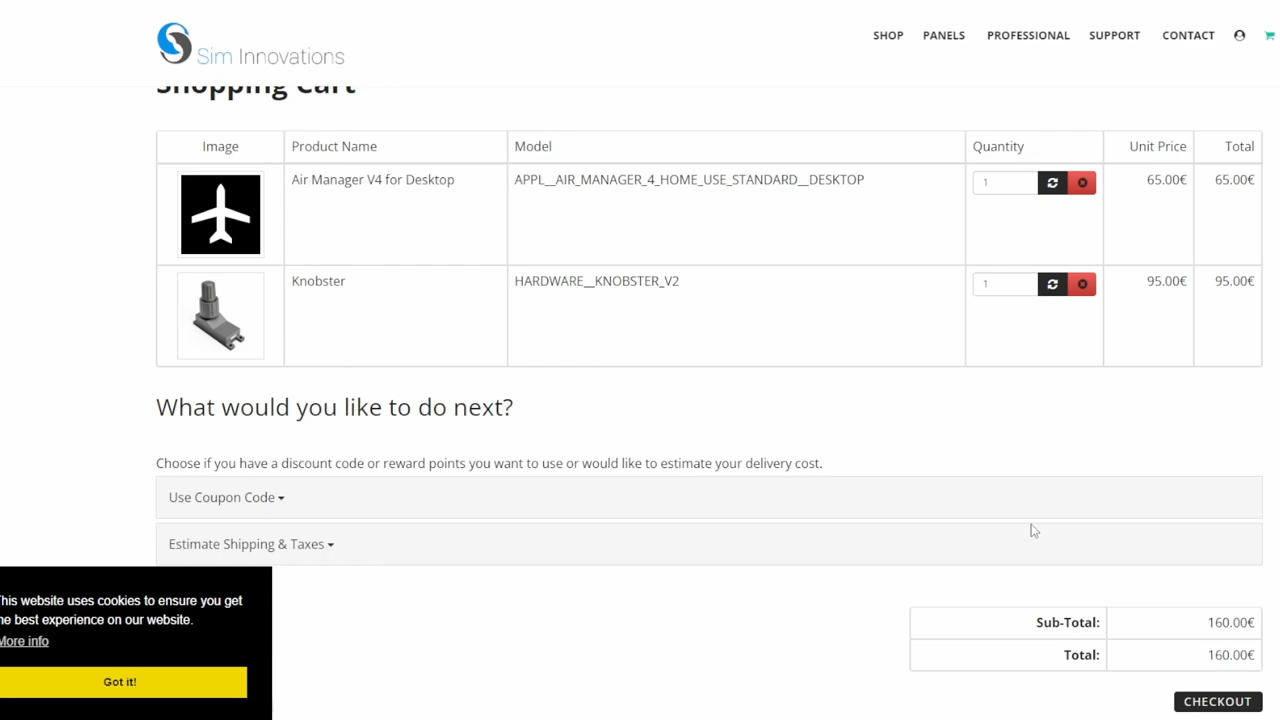 Sim Innovations
SHOP PANELS PROFESSIONAL SUPPORT CONTACT
Shopping Cart
Image Product Name Model Quantity Unit Price Total
Air Manager V4 for Desktop APPL__AIR_MANAGER_4_HOME_USE_STANDARD__DESKTOP 1 65.00€ 65.00€
Knobster HARDWARE__KNOBSTER_V2 1 95.00€ 95.00€
What would you like to do next?
Choose if you have a discount code or reward points you want to use or would like to estimate your delivery cost.
Use Coupon Code
Estimate Shipping & Taxes
This website uses cookies to ensure you get
the best experience on our website.
More info
Got it!
Sub-Total: 160.00€
Total: 160.00€
CHECKOUT